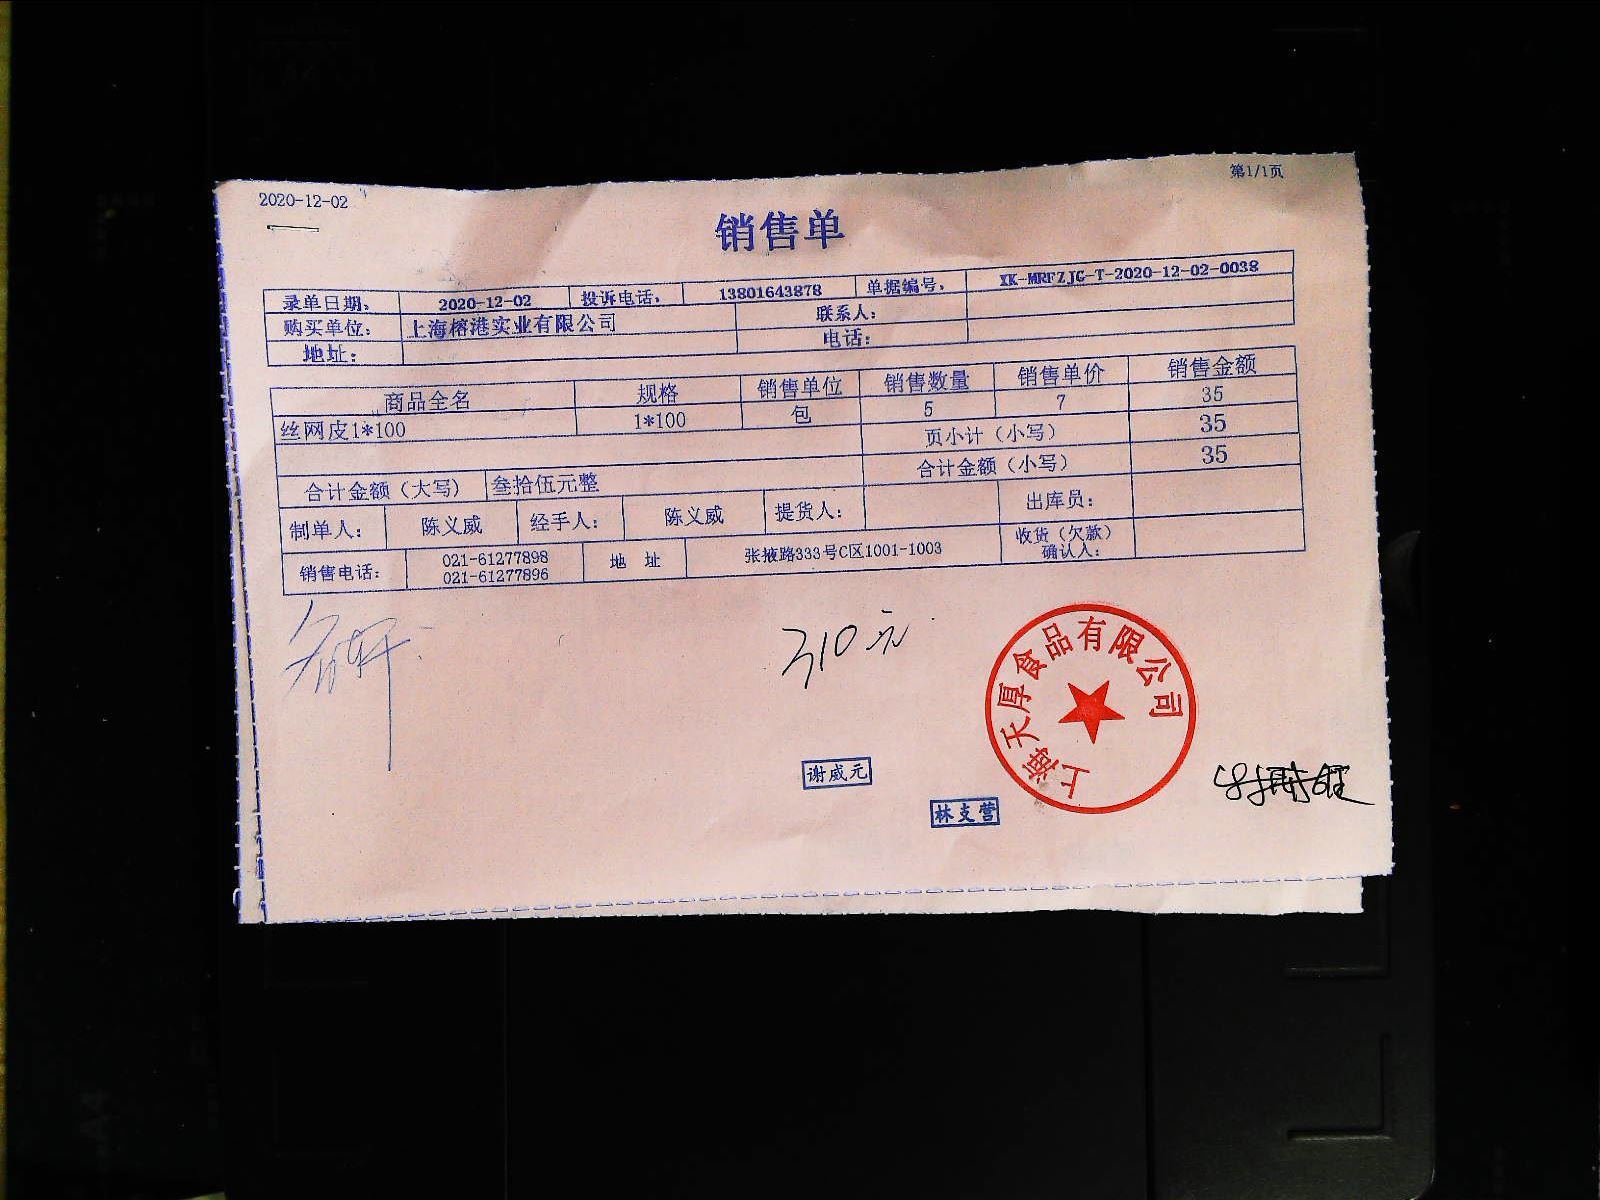 2020-12-02
第1/1页
销售单
录单日期: 2020-12-02 投诉电话: 13801643878 单据编号: XK-MRFZJG-T-2020-12-02-0038
购买单位: 上海榕港实业有限公司 联系人:
地址: 电话:
商品全名 规格 销售单位 销售数量 销售单价 销售金额
丝网皮1*100 1*100 包 5 7 35
页小计（小写） 35
合计金额（大写） 叁拾伍元整 合计金额（小写） 35
制单人: 陈义威 经手人: 陈义威 提货人: 出库员:
销售电话: 021-61277898 地 址 张掖路333号C区1001-1003 收货（欠款）
021-61277896 确认人:
310元
上海天厚食品有限公司
谢威元
林支营